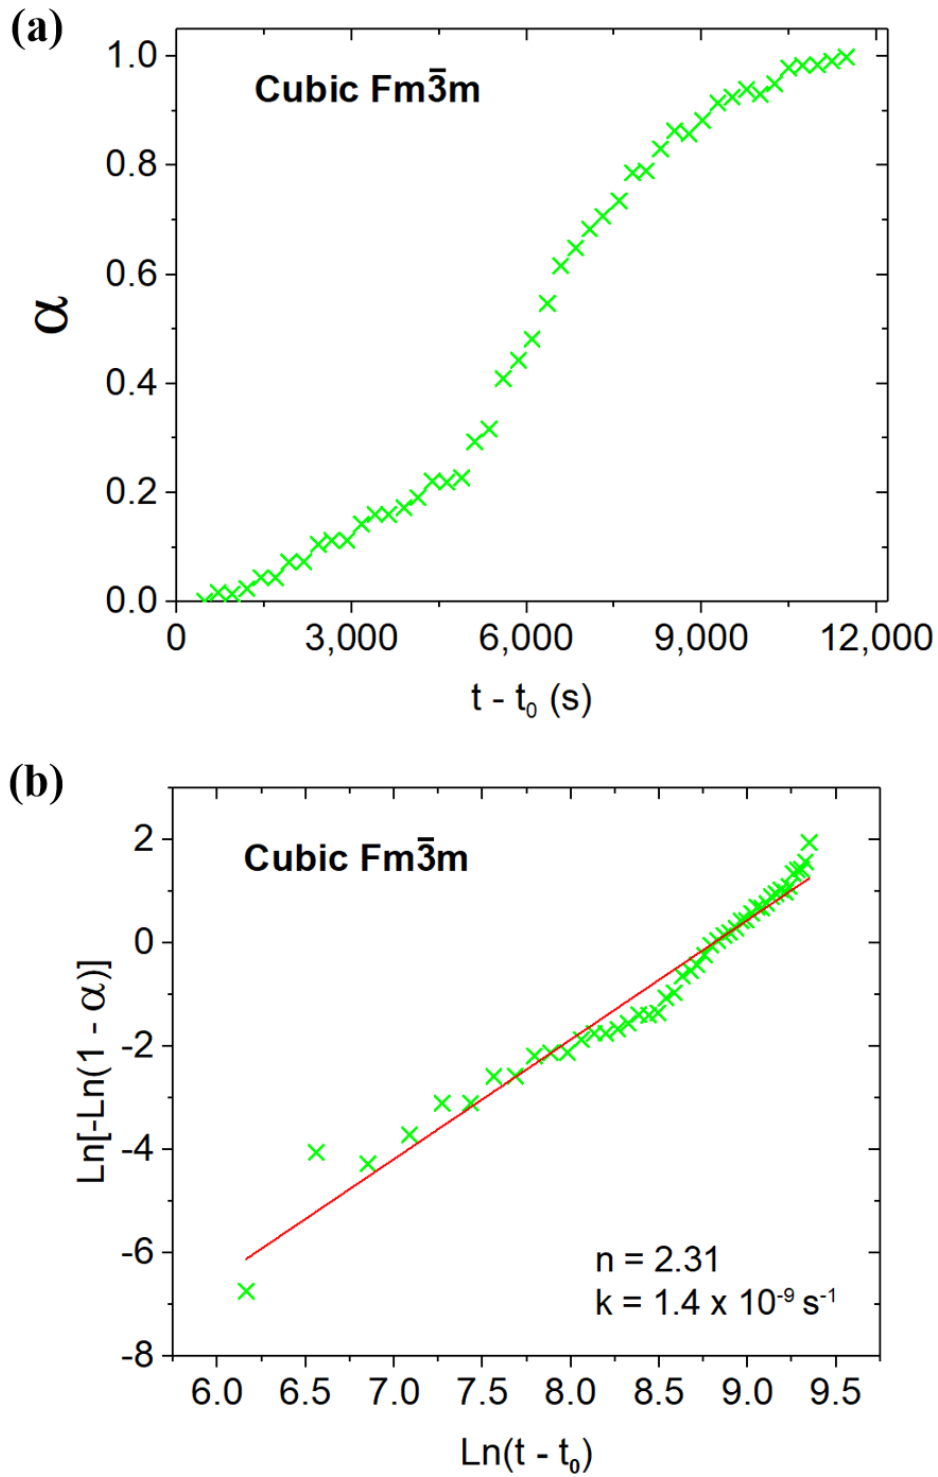 (a)
Cubic Fm3̅m
1.0
0.8
0.6
0.4
0.2
0.0
α
0 3,000 6,000 9,000 12,000
t - t₀ (s)
(b)
Cubic Fm3̅m
2
0
-2
-4
-6
-8
Ln[-Ln(1 - α)]
n = 2.31
k = 1.4 x 10⁻⁹ s⁻¹
6.0 6.5 7.0 7.5 8.0 8.5 9.0 9.5
Ln(t - t₀)